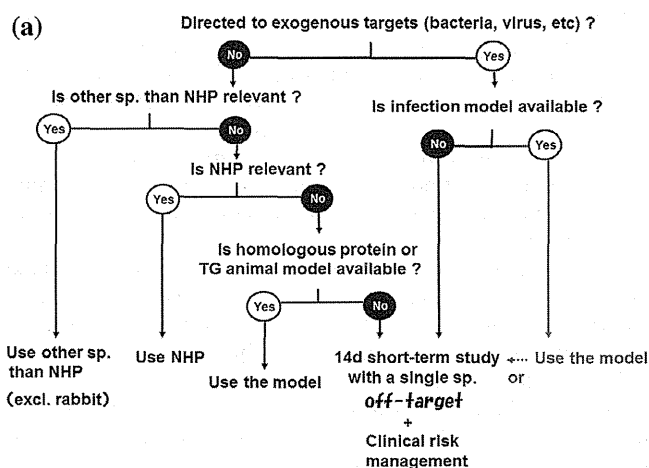 (a)
Directed to exogenous targets (bacteria, virus, etc) ?
No
Yes
Is other sp. than NHP relevant ?
Is infection model available ?
Yes
No
No
Yes
Is NHP relevant ?
Yes
No
Is homologous protein or
TG animal model available ?
Yes
No
Use other sp.
than NHP
(excl. rabbit)
Use NHP
Use the model
14d short-term study
with a single sp.
off-target
+
Clinical risk
management
or
Use the model